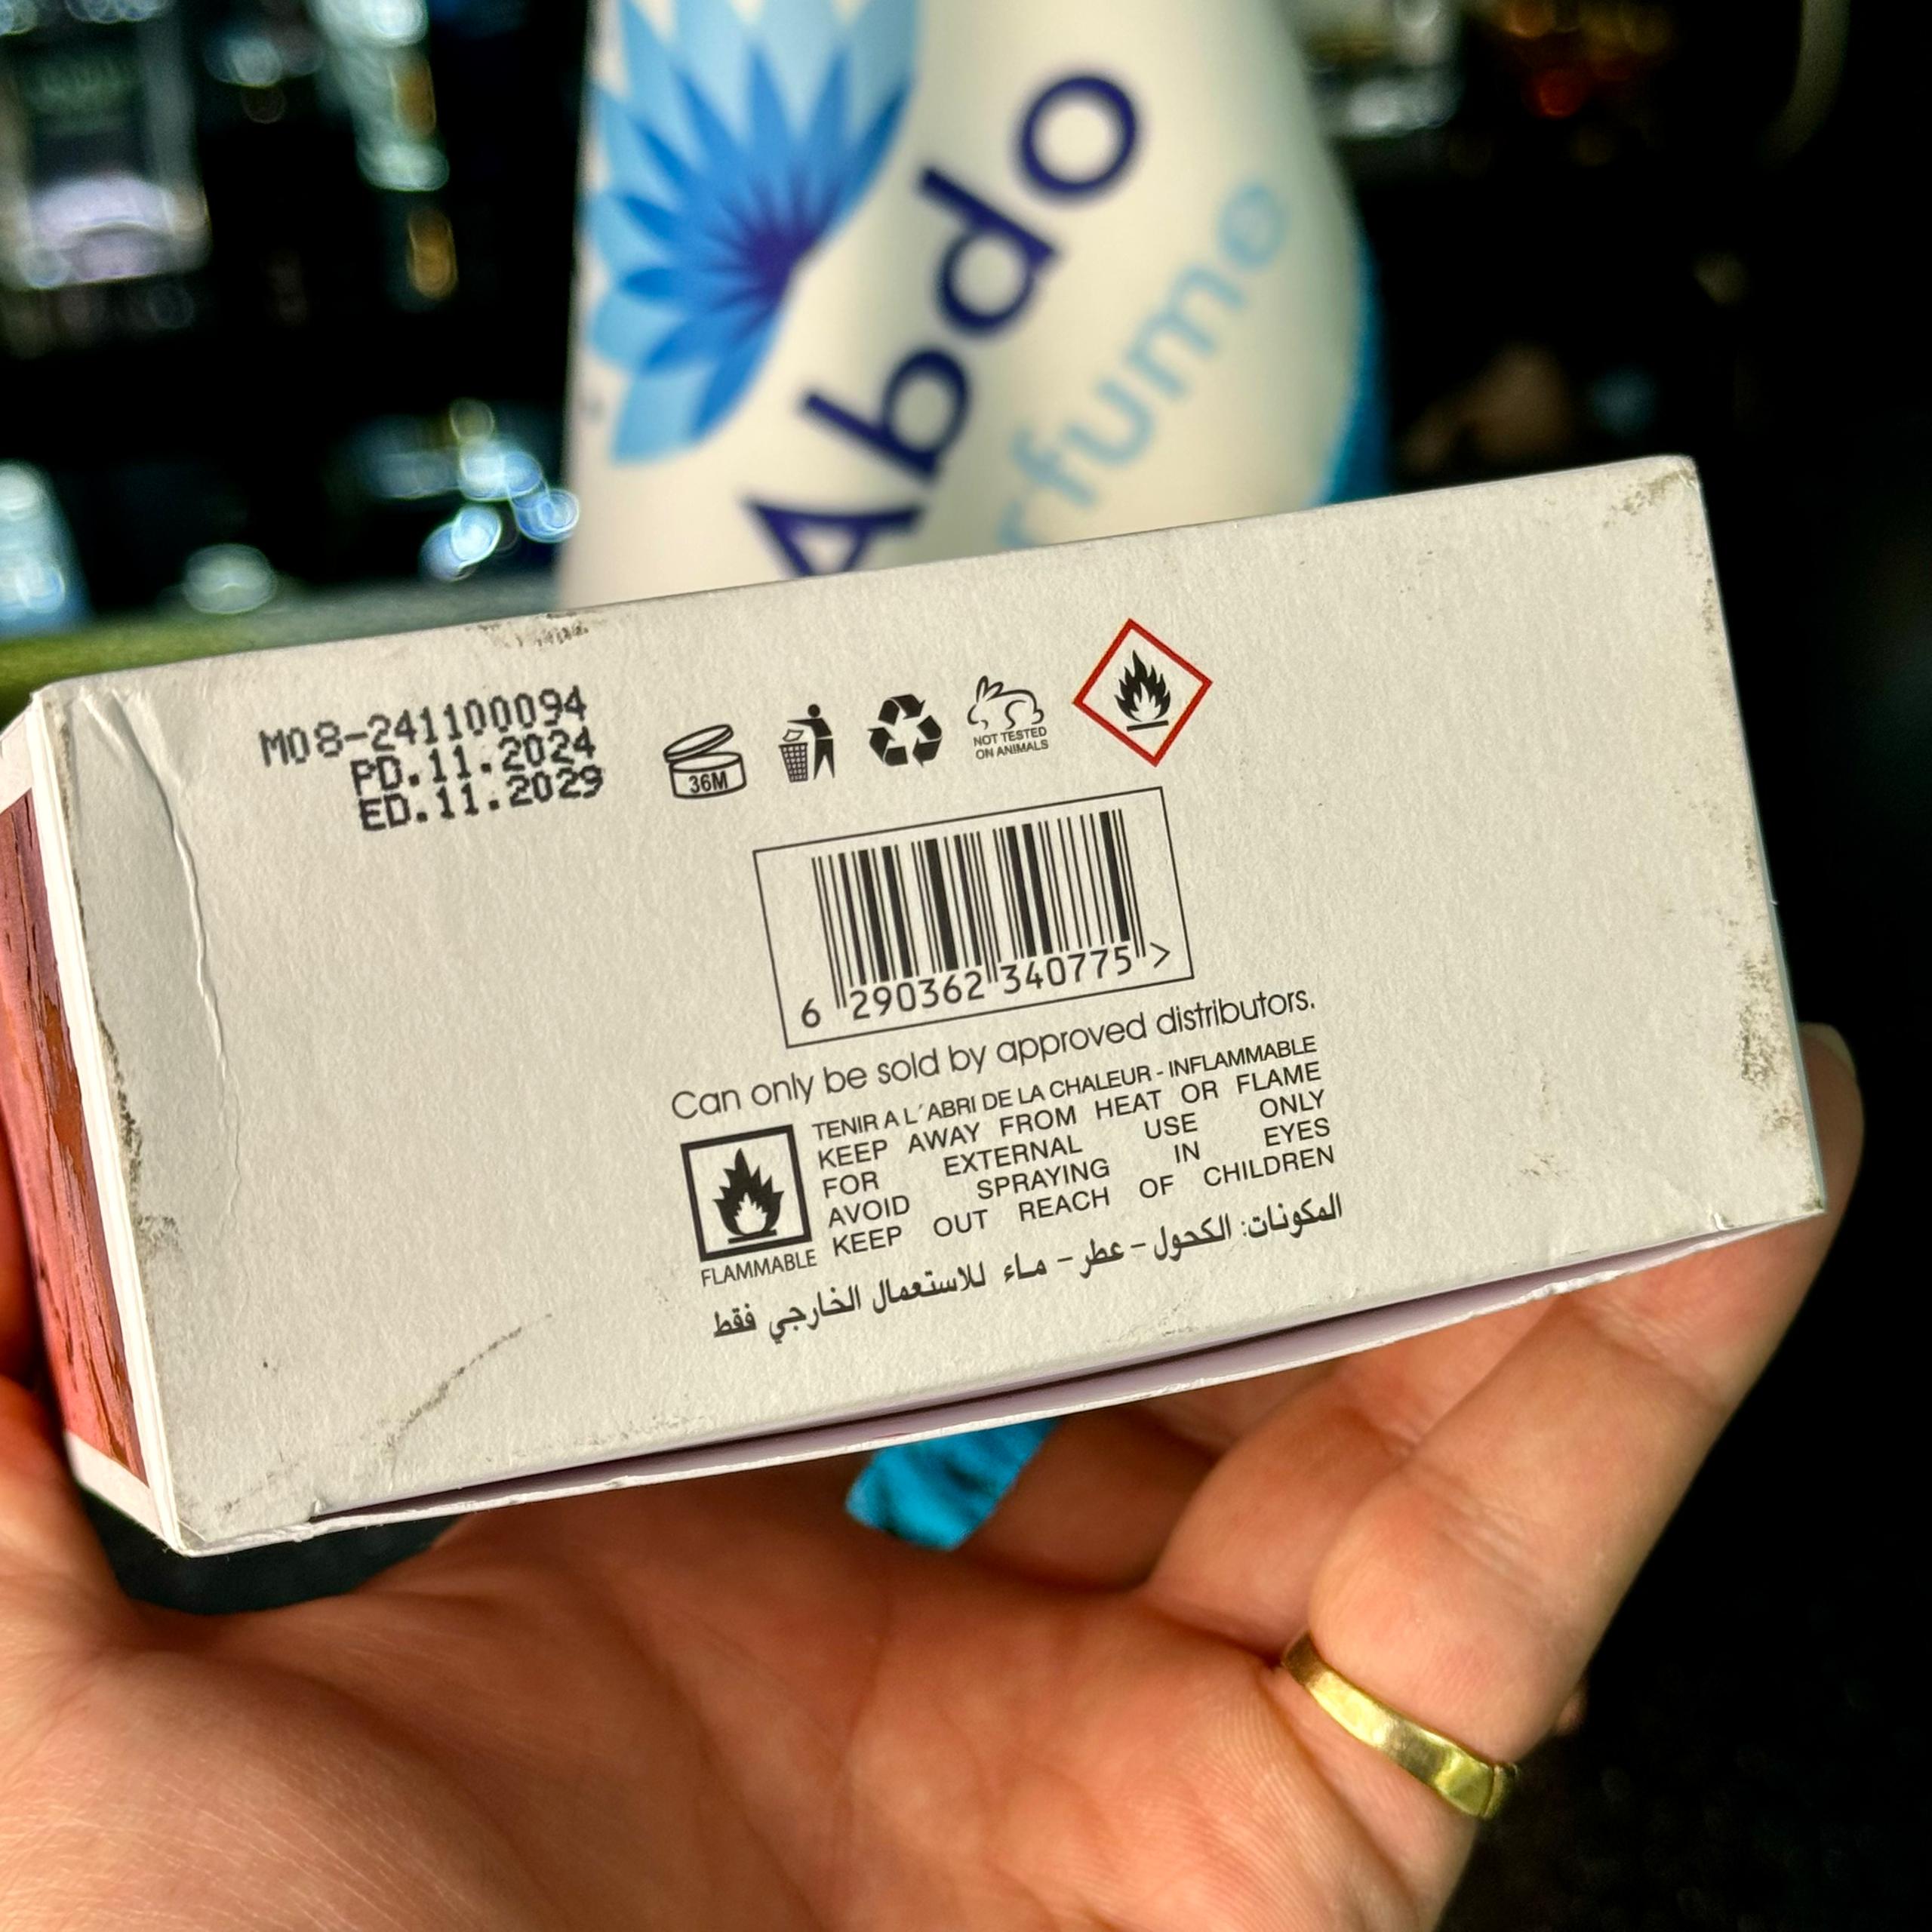 Abdo
rfume
M08-241100094
PD.11.2024
ED.11.2029
36M
NOT TESTED
ON ANIMALS
6 290362 340775 >
Can only be sold by approved distributors.
TENIR A L'ABRI DE LA CHALEUR - INFLAMMABLE
KEEP AWAY FROM HEAT OR FLAME
FOR EXTERNAL USE ONLY
AVOID SPRAYING IN EYES
KEEP OUT REACH OF CHILDREN
FLAMMABLE
المكونات: الكحول - عطر - ماء للاستعمال الخارجي فقط